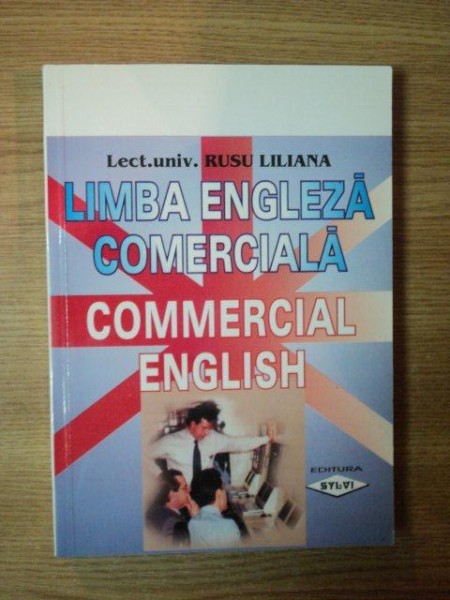 Lect.univ. RUSU LILIANA
LIMBA ENGLEZĂ
COMERCIALĂ
COMMERCIAL
ENGLISH
EDITURA
SYLVI